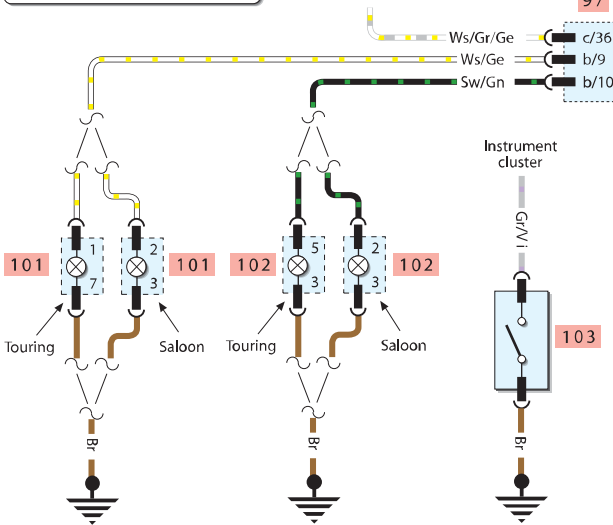 97
Ws/Gr/Ge
c/36
Ws/Ge
b/9
Sw/Gn
b/10
Instrument
cluster
Gr/Vi
101
1
7
2
3
101
102
5
3
2
3
102
103
Touring
Saloon
Touring
Saloon
Br
Br
Br